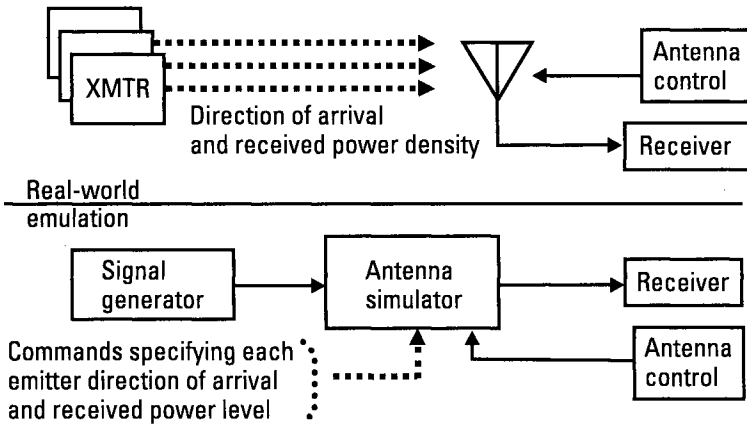 XMTR
Direction of arrival
and received power density
Antenna
control
Receiver
Real-world
emulation
Signal
generator
Antenna
simulator
Receiver
Antenna
control
Commands specifying each
emitter direction of arrival
and received power level